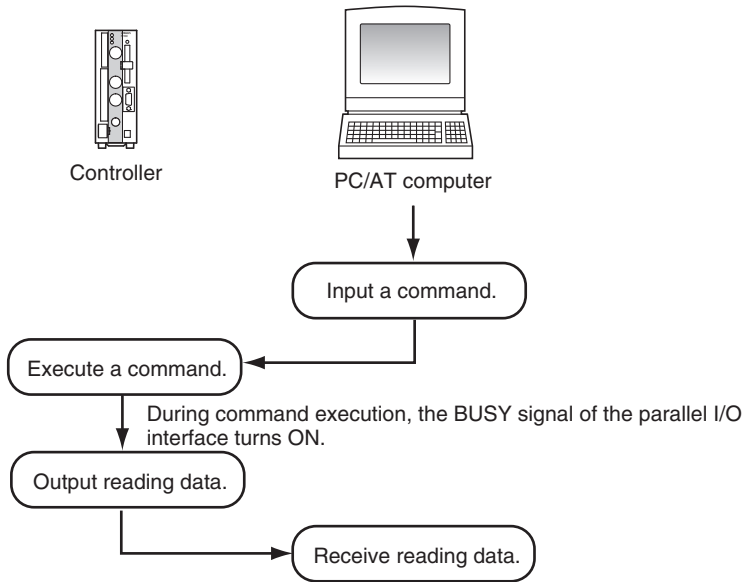 Controller
PC/AT computer
Input a command.
Execute a command.
During command execution, the BUSY signal of the parallel I/O
interface turns ON.
Output reading data.
Receive reading data.